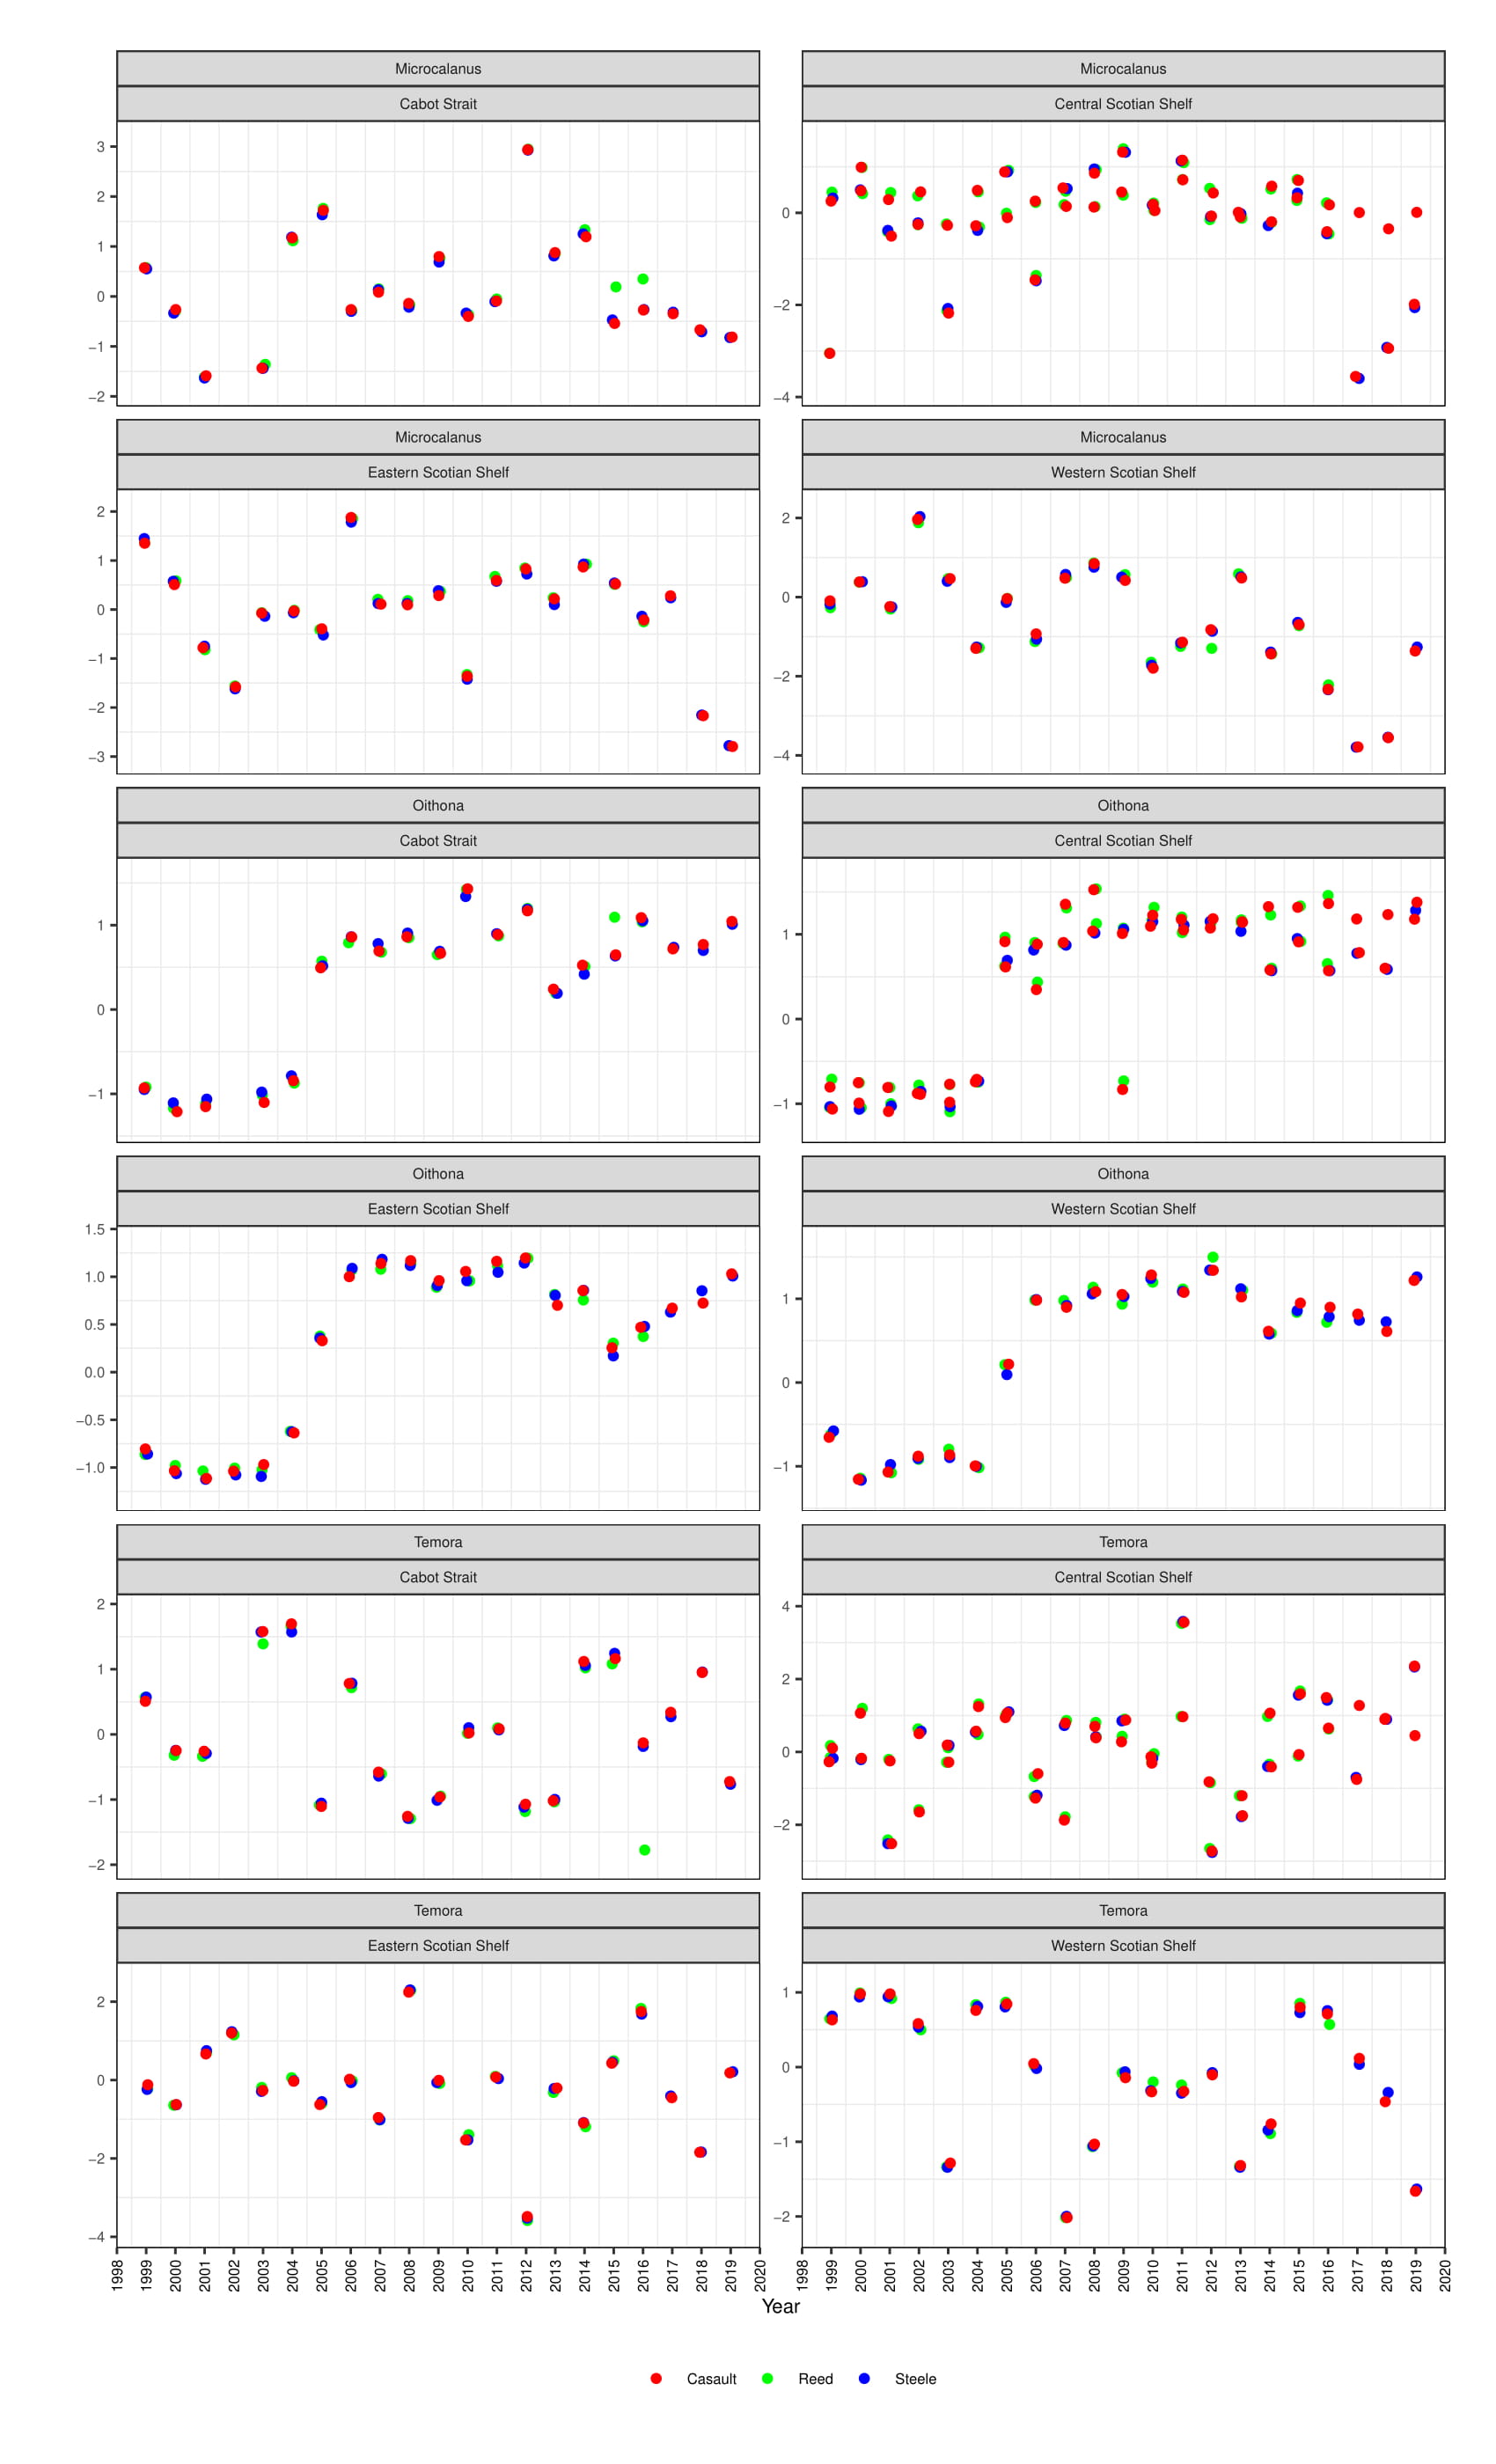 Microcalanus
Microcalanus
Cabot Strait
Central Scotian Shelf
3
2
1
0
−1
−2
0
−2
−4
Microcalanus
Microcalanus
Eastern Scotian Shelf
Western Scotian Shelf
2
1
0
−1
−2
−3
2
0
−2
−4
Oithona
Oithona
Cabot Strait
Central Scotian Shelf
1
0
−1
1
0
−1
Oithona
Oithona
Eastern Scotian Shelf
Western Scotian Shelf
1.5
1.0
0.5
0.0
−0.5
−1.0
1
0
−1
Temora
Temora
Cabot Strait
Central Scotian Shelf
2
1
0
−1
−2
4
2
0
−2
Temora
Temora
Eastern Scotian Shelf
Western Scotian Shelf
2
0
−2
−4
1
0
−1
−2
1998 1999 2000 2001 2002 2003 2004 2005 2006 2007 2008 2009 2010 2011 2012 2013 2014 2015 2016 2017 2018 2019 2020
1998 1999 2000 2001 2002 2003 2004 2005 2006 2007 2008 2009 2010 2011 2012 2013 2014 2015 2016 2017 2018 2019 2020
Year
Casault Reed Steele